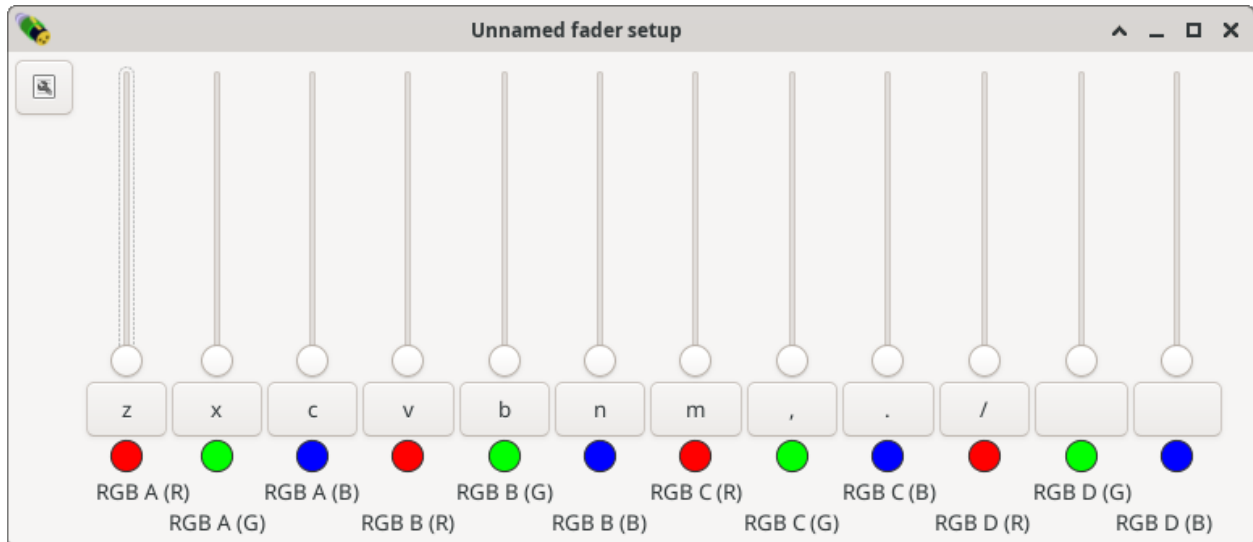 Unnamed fader setup
z x c v b n m , . /
RGB A (R) RGB A (B) RGB B (G) RGB C (R) RGB C (B) RGB D (G)
RGB A (G) RGB B (R) RGB B (B) RGB C (G) RGB D (R) RGB D (B)